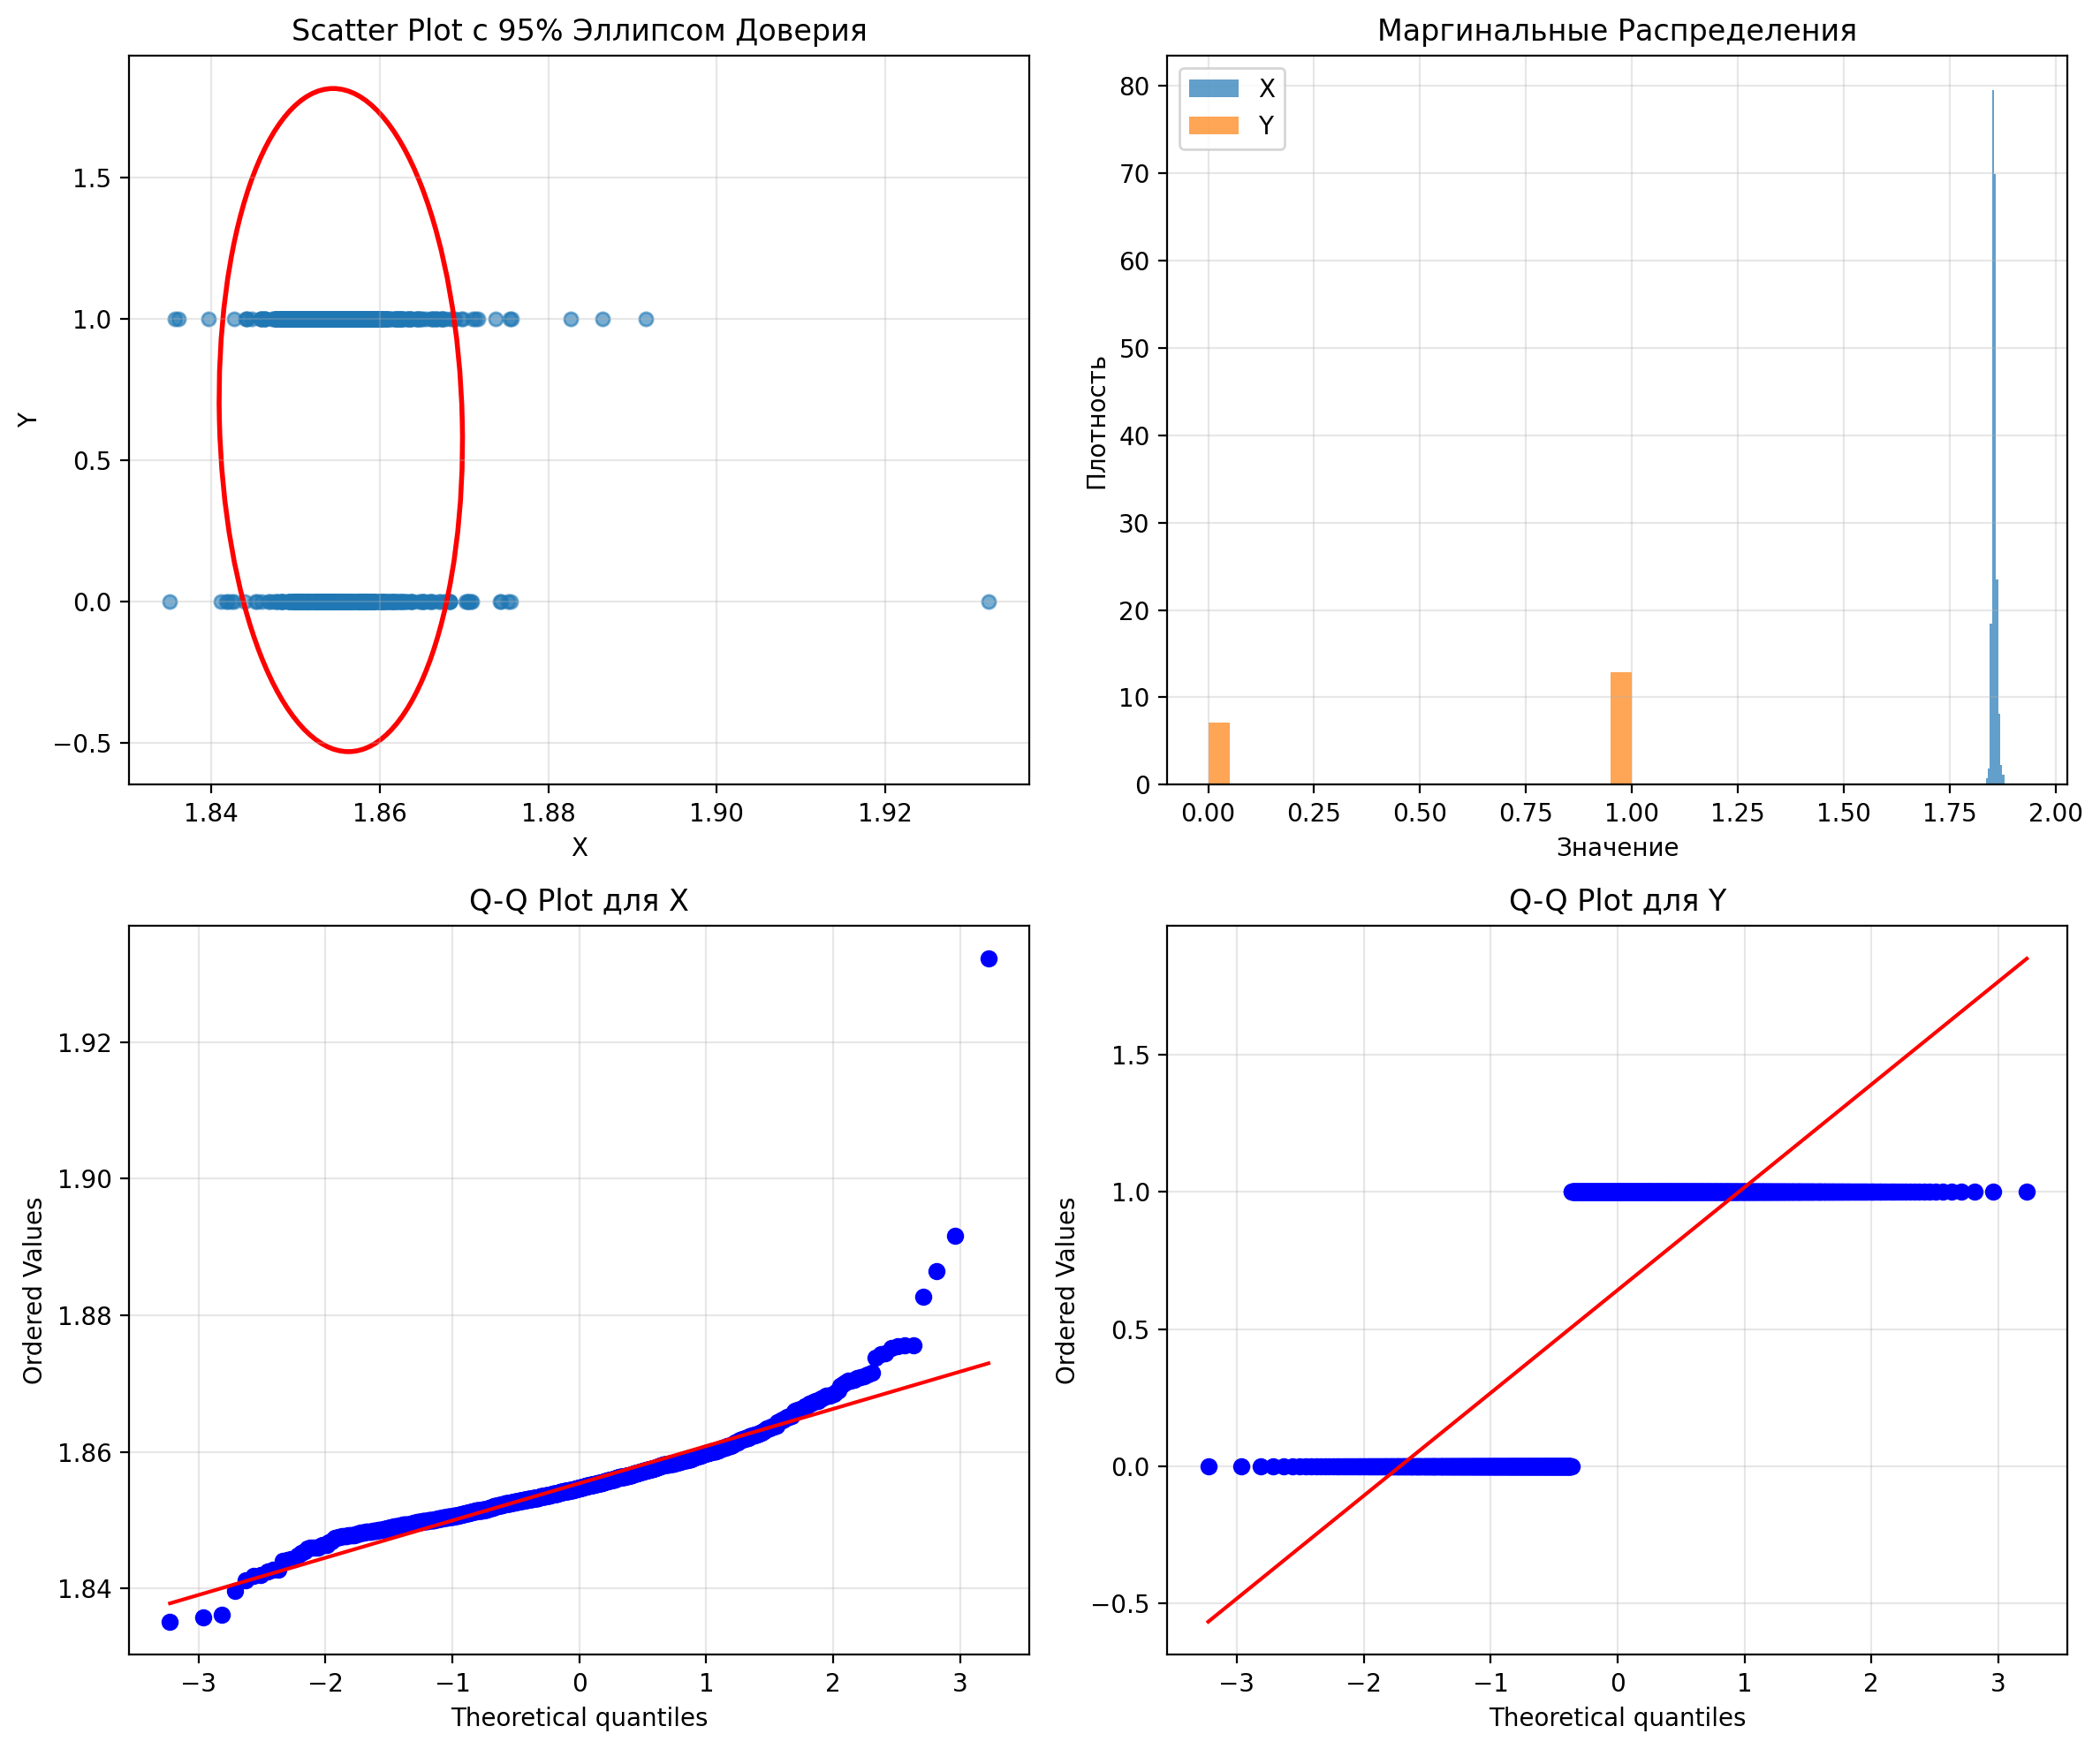 Scatter Plot с 95% Эллипсом Доверия
Y
1.5
1.0
0.5
0.0
−0.5
1.84 1.86 1.88 1.90 1.92
X
Маргинальные Распределения
X
Y
Плотность
80
70
60
50
40
30
20
10
0
0.00 0.25 0.50 0.75 1.00 1.25 1.50 1.75 2.00
Значение
Q-Q Plot для X
Ordered Values
1.92
1.90
1.88
1.86
1.84
−3 −2 −1 0 1 2 3
Theoretical quantiles
Q-Q Plot для Y
Ordered Values
1.5
1.0
0.5
0.0
−0.5
−3 −2 −1 0 1 2 3
Theoretical quantiles